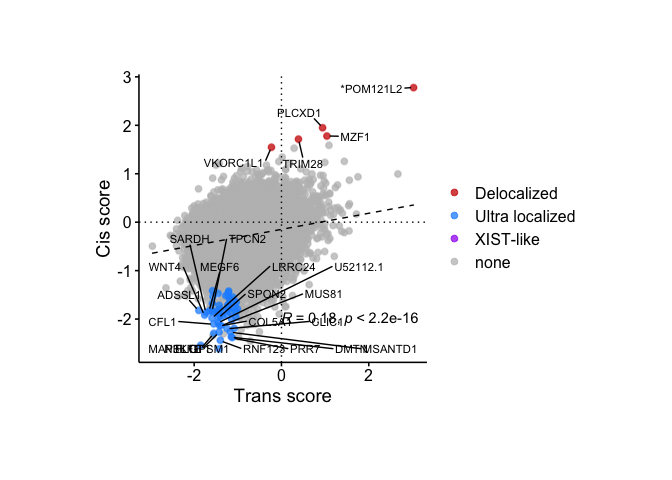 3
*POM121L2
PLCXD1
2
MZF1
VKORC1L1
TRIM28
1
Delocalized
Ultra localized
XIST-like
none
Cis score
0
SARDH
TPCN2
WNT4
MEGF6
LRRC24
U52112.1
-1
ADSSL1
SPON2
MUS81
CFL1
COL5A1
GLIC1
R = 0.18, p < 2.2e-16
-2
RNF123
PRR7
DMTN
MSANTD1
-2
0
2
Trans score